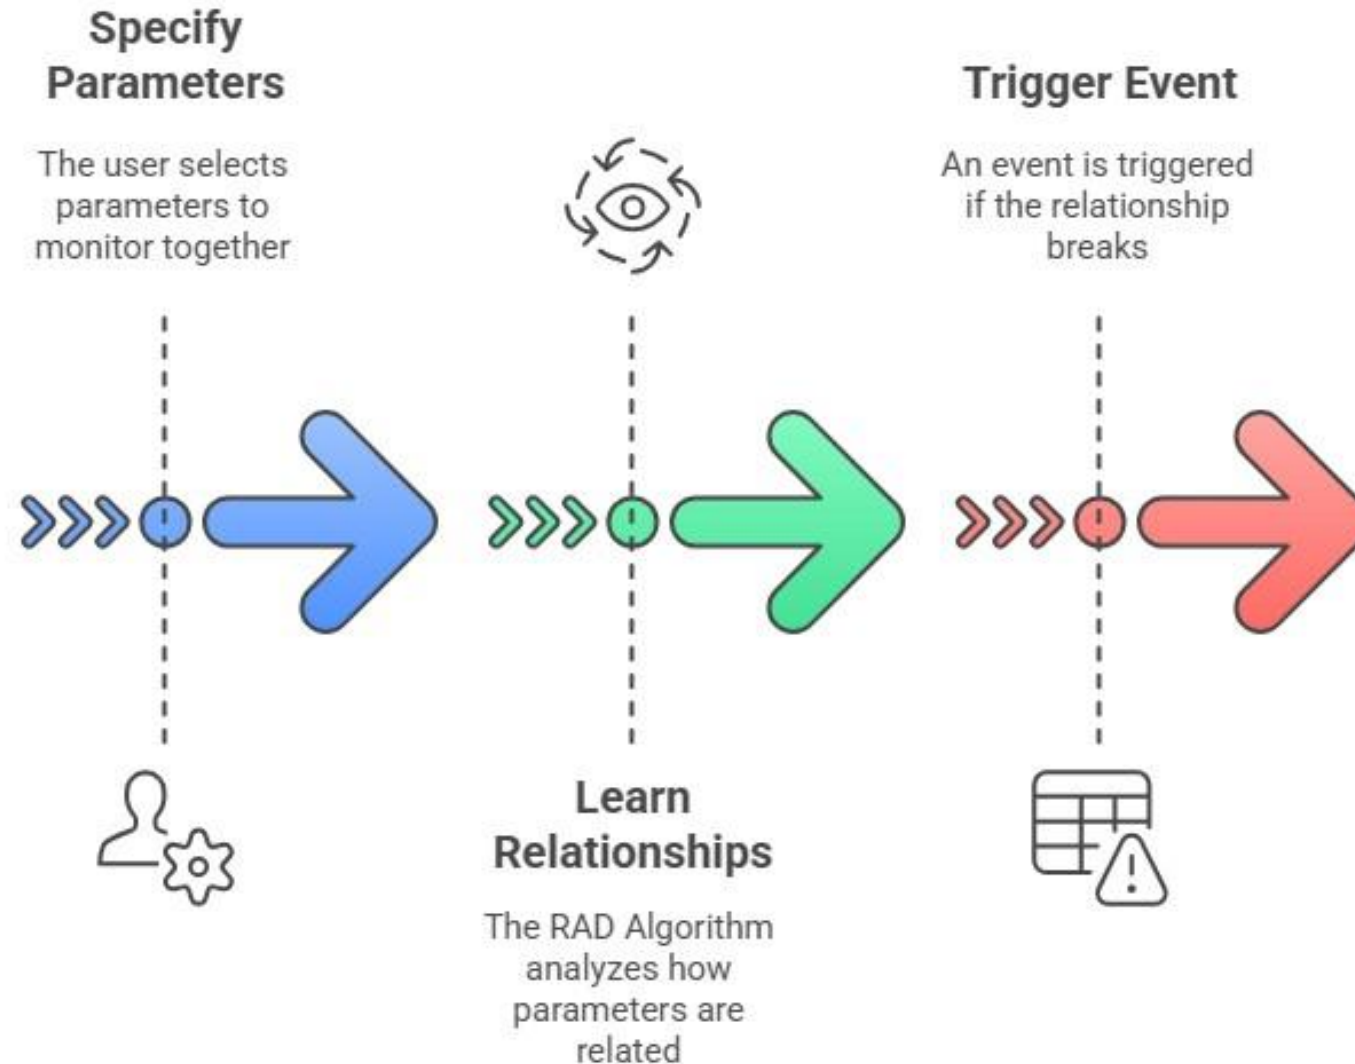 Specify
Parameters
The user selects
parameters to
monitor together
Learn
Relationships
The RAD Algorithm
analyzes how
parameters are
related
Trigger Event
An event is triggered
if the relationship
breaks